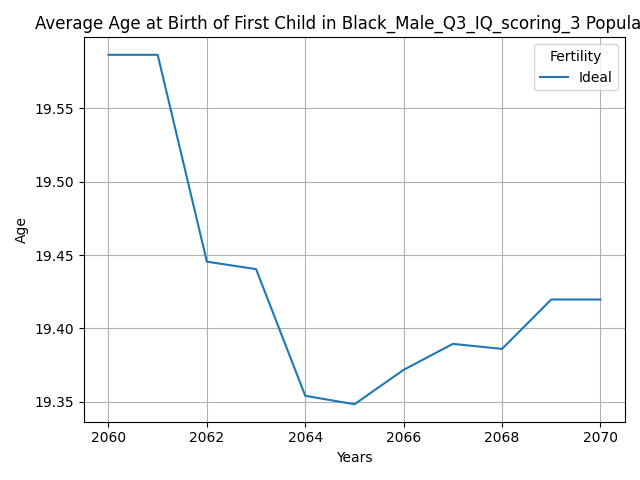 Average Age at Birth of First Child in Black_Male_Q3_IQ_scoring_3 Popula
Fertility
Ideal
19.55
19.50
19.45
19.40
19.35
Age
2060 2062 2064 2066 2068 2070
Years